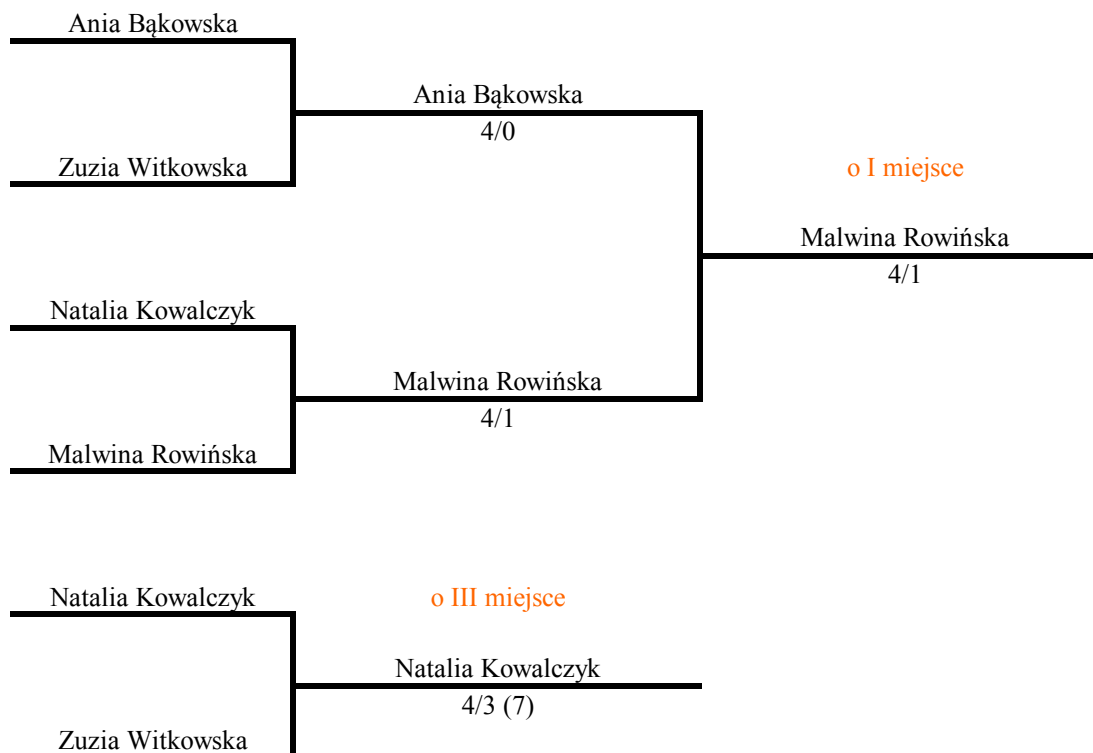 Ania Bąkowska
Ania Bąkowska
4/0
Zuzia Witkowska
o I miejsce
Malwina Rowińska
4/1
Natalia Kowalczyk
Malwina Rowińska
4/1
Malwina Rowińska
Natalia Kowalczyk
o III miejsce
Natalia Kowalczyk
4/3 (7)
Zuzia Witkowska